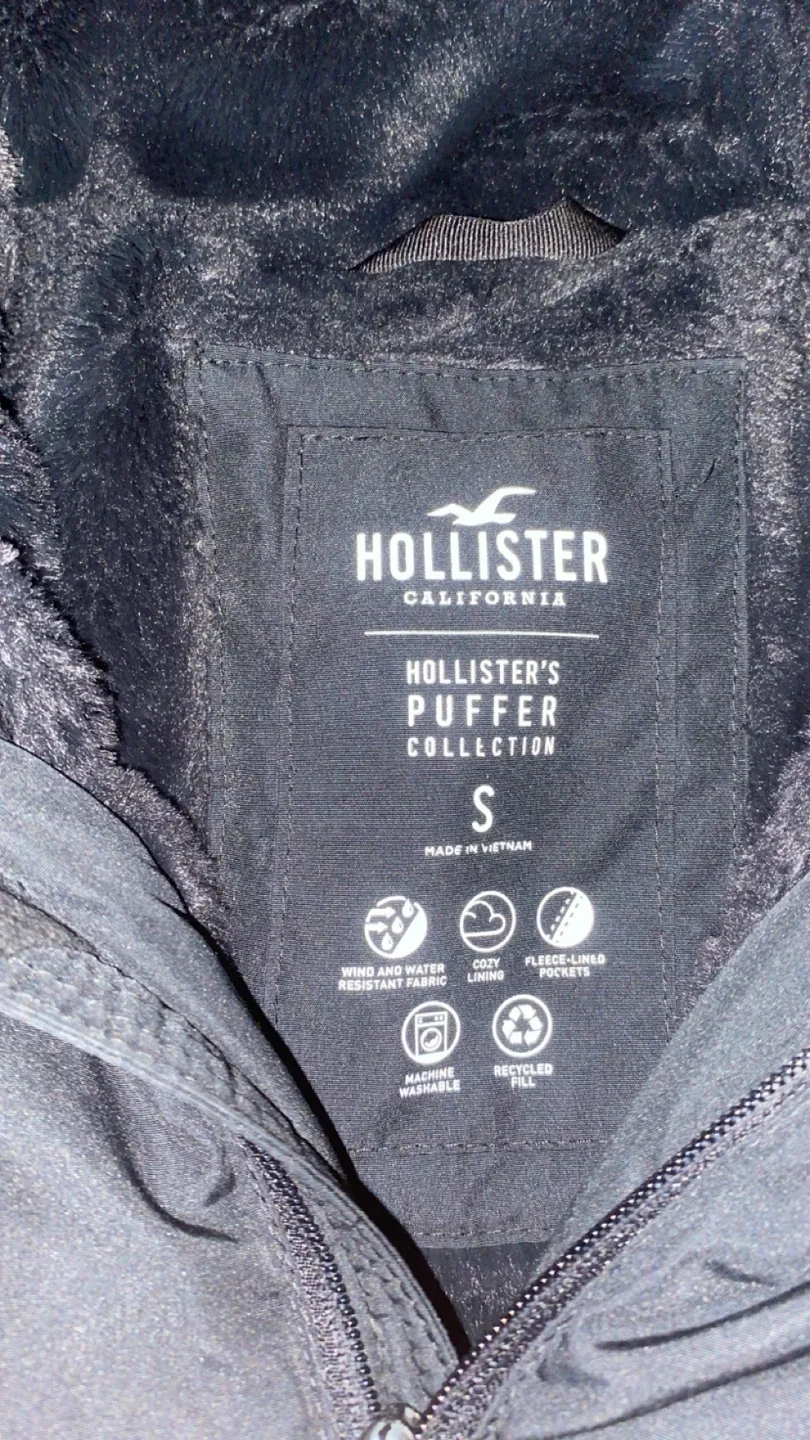 HOLLISTER
CALIFORNIA
HOLLISTER'S
PUFFER
COLLECTION
S
MADE IN VIETNAM
WIND AND WATER
RESISTANT FABRIC
COZY
LINING
FLEECE-LINED
POCKETS
MACHINE
WASHABLE
RECYCLED
FILL